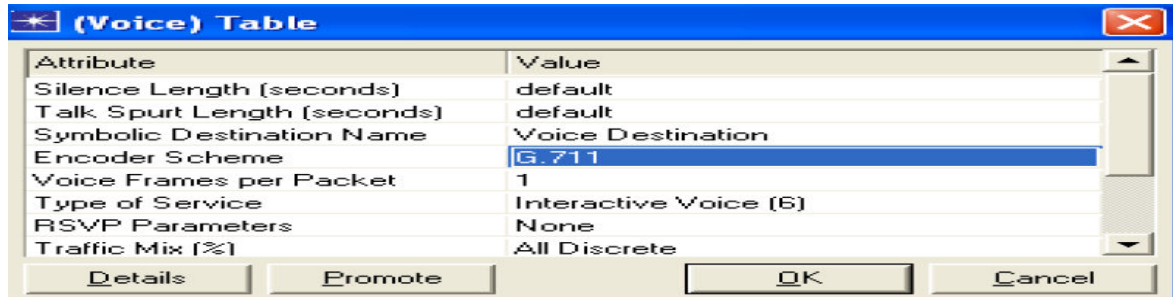 (Voice) Table
Attribute Value
Silence Length (seconds) default
Talk Spurt Length (seconds) default
Symbolic Destination Name Voice Destination
Encoder Scheme G.711
Voice Frames per Packet 1
Type of Service Interactive Voice (6)
RSVP Parameters None
Traffic Mix (%) All Discrete
Details Promote OK Cancel